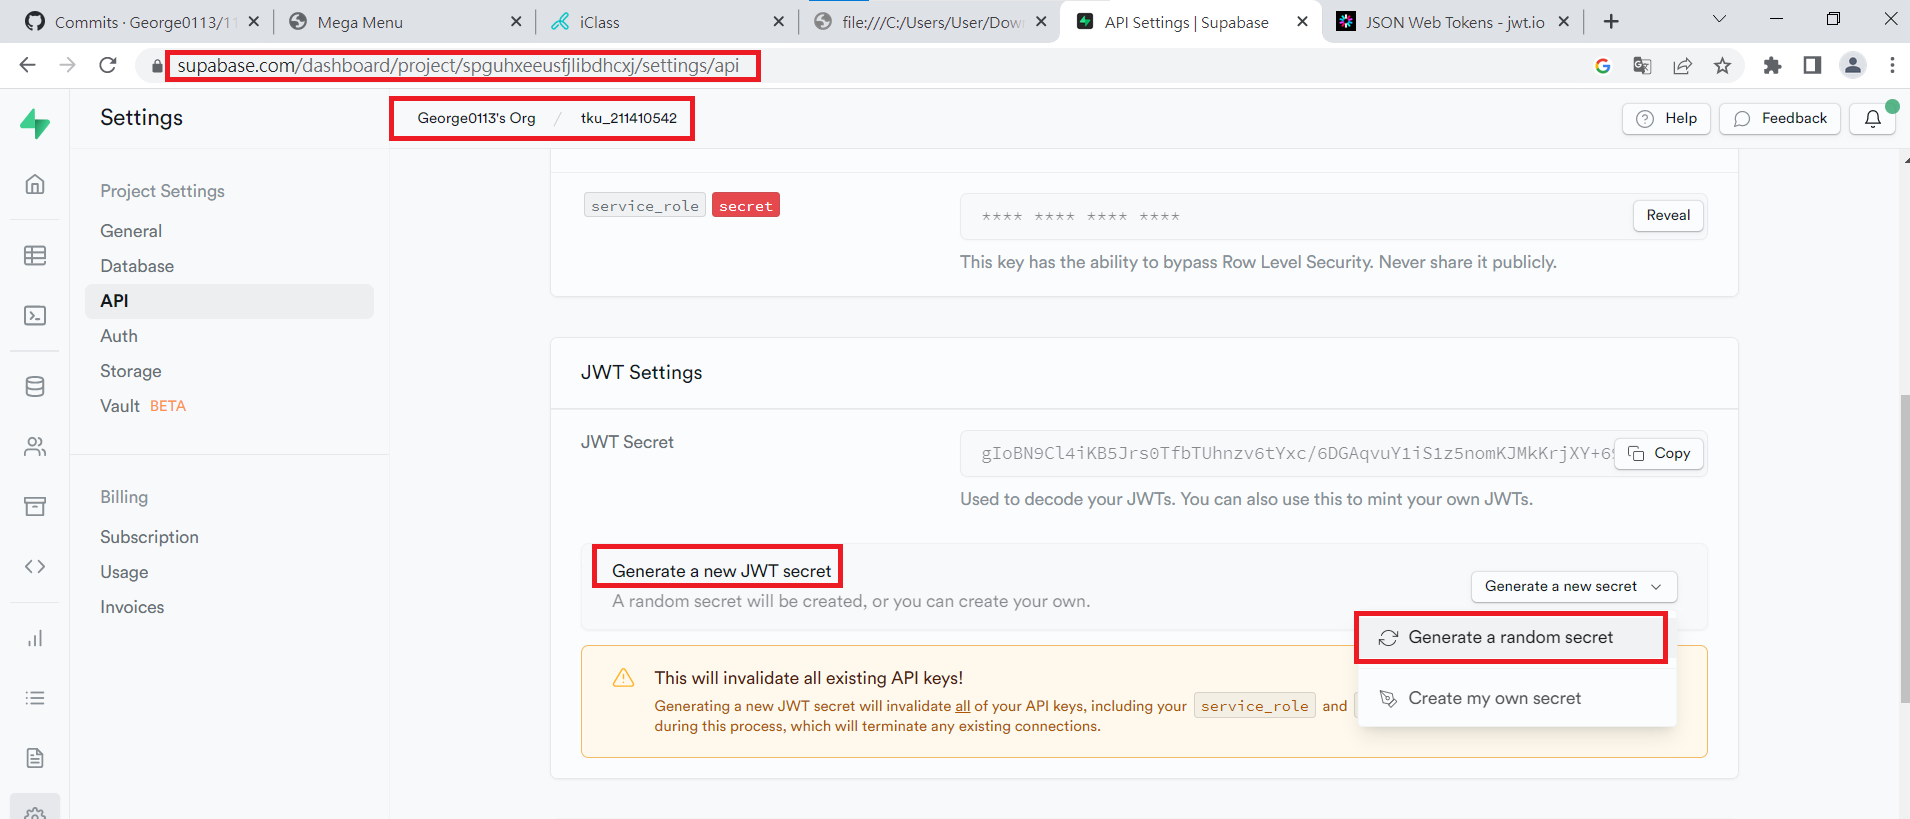 Commits · George0113/11
Mega Menu
iClass
file:///C:/Users/User/Dow
API Settings | Supabase
JSON Web Tokens - jwt.io
supabase.com/dashboard/project/spguhxeeusfjlibdhcxj/settings/api
Settings
George0113's Org / tku_211410542
Help
Feedback
Project Settings
General
Database
API
Auth
Storage
Vault BETA
Billing
Subscription
Usage
Invoices
service_role secret
**** **** **** ****
Reveal
This key has the ability to bypass Row Level Security. Never share it publicly.
JWT Settings
JWT Secret
gIoBN9Cl4iKB5Jrs0TfbTUhnzv6tYxc/6DGAqvuY1iS1z5nomKJMkKrjXY+69
Copy
Used to decode your JWTs. You can also use this to mint your own JWTs.
Generate a new JWT secret
A random secret will be created, or you can create your own.
Generate a new secret
Generate a random secret
Create my own secret
This will invalidate all existing API keys!
Generating a new JWT secret will invalidate all of your API keys, including your service_role and
during this process, which will terminate any existing connections.